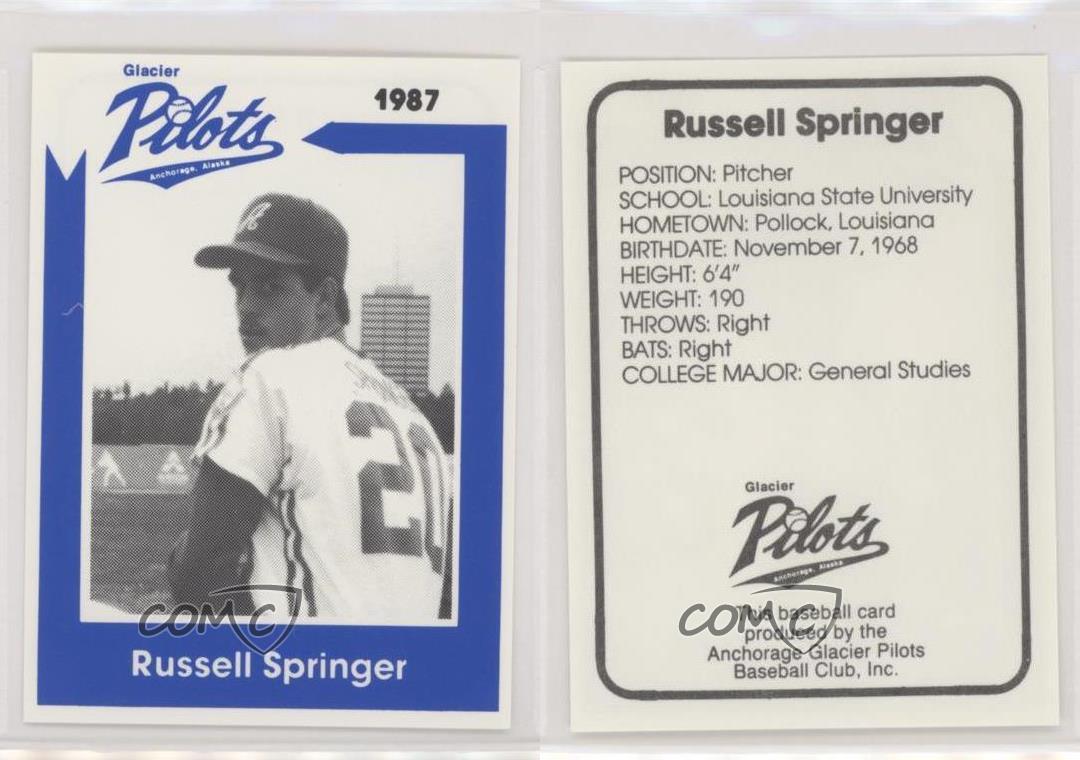 Glacier
Pilots
Anchorage, Alaska
1987
A
20
COMC
Russell Springer
Russell Springer
POSITION: Pitcher
SCHOOL: Louisiana State University
HOMETOWN: Pollock, Louisiana
BIRTHDATE: November 7, 1968
HEIGHT: 6'4"
WEIGHT: 190
THROWS: Right
BATS: Right
COLLEGE MAJOR: General Studies
Glacier
Pilots
Anchorage, Alaska
COMC
This baseball card
produced by the
Anchorage Glacier Pilots
Baseball Club, Inc.